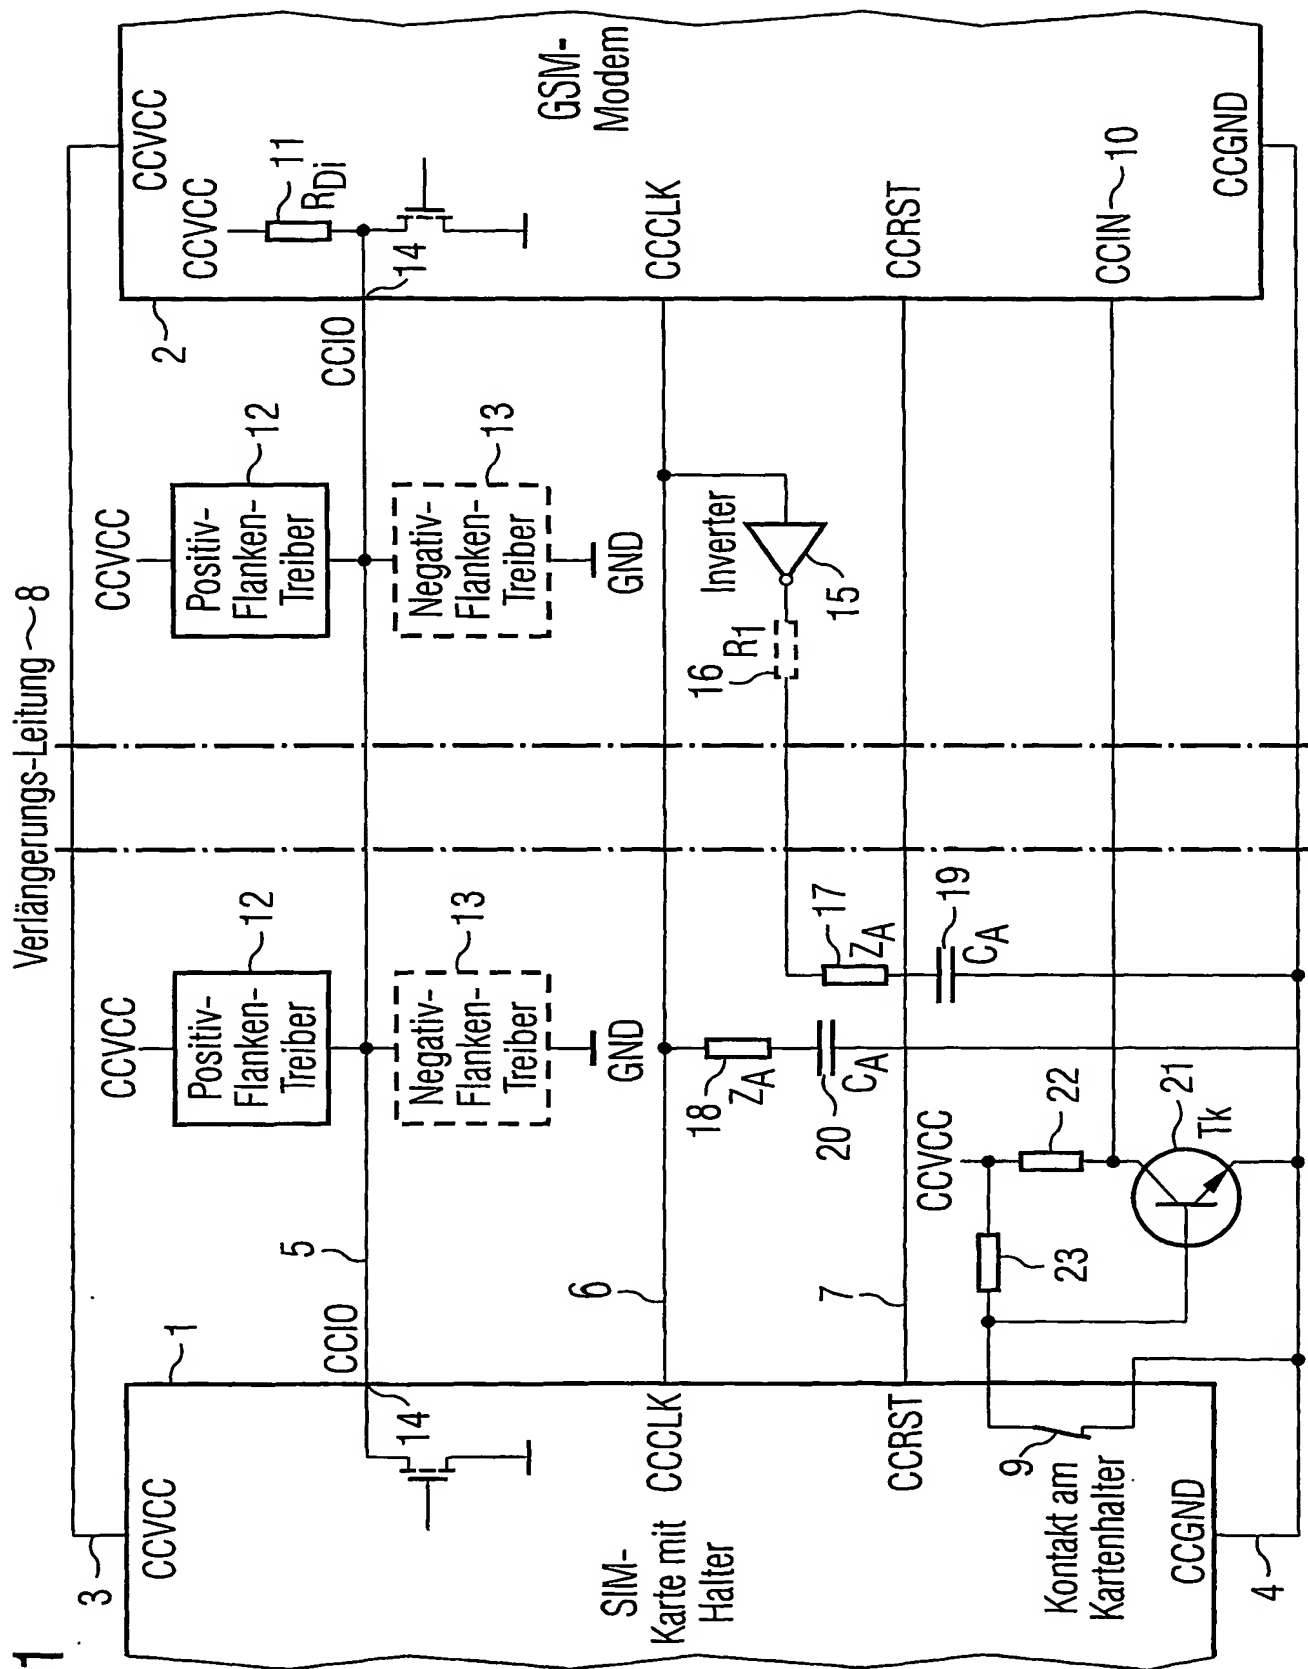 1
Verlängerungs-Leitung 8
3
CCVCC
1
SIM-
Karte mit
Halter
CCIO
14
5
CCVCC
Positiv-
Flanken-
Treiber
12
Negativ-
Flanken-
Treiber
13
GND
CCVCC
Positiv-
Flanken-
Treiber
12
Negativ-
Flanken-
Treiber
13
GND
CCIO
14
2
CCVCC
CCVCC
11
RDi
GSM-
Modem
CCCLK
6
18
ZA
20
CA
17
ZA
19
CA
16
R1
Inverter
15
CCCLK
CCRST
7
CCRST
9
Kontakt am
Kartenhalter
CCVCC
23
22
21
Tk
CCIN 10
CCGND
4
CCGND